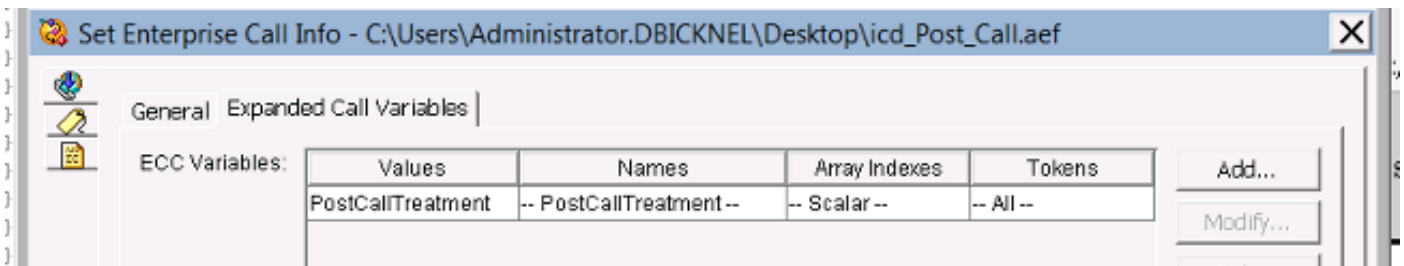 Set Enterprise Call Info - C:\Users\Administrator.DBICKNEL\Desktop\icd_Post_Call.aef
General Expanded Call Variables
ECC Variables: Values Names Array Indexes Tokens Add...
PostCallTreatment -- PostCallTreatment -- -- Scalar -- -- All --
Modify...